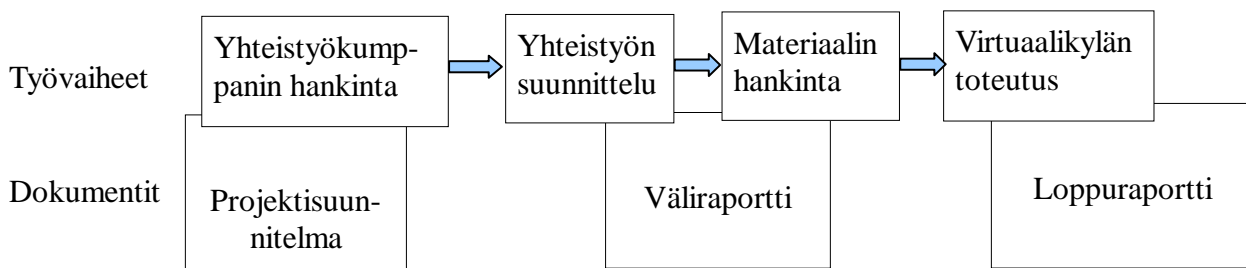 Työvaiheet
Yhteistyökump-
panin hankinta
Yhteistyön
suunnittelu
Materiaalin
hankinta
Virtuaalikylän
toteutus
Dokumentit
Projektisuun-
nitelma
Väliraportti
Loppuraportti